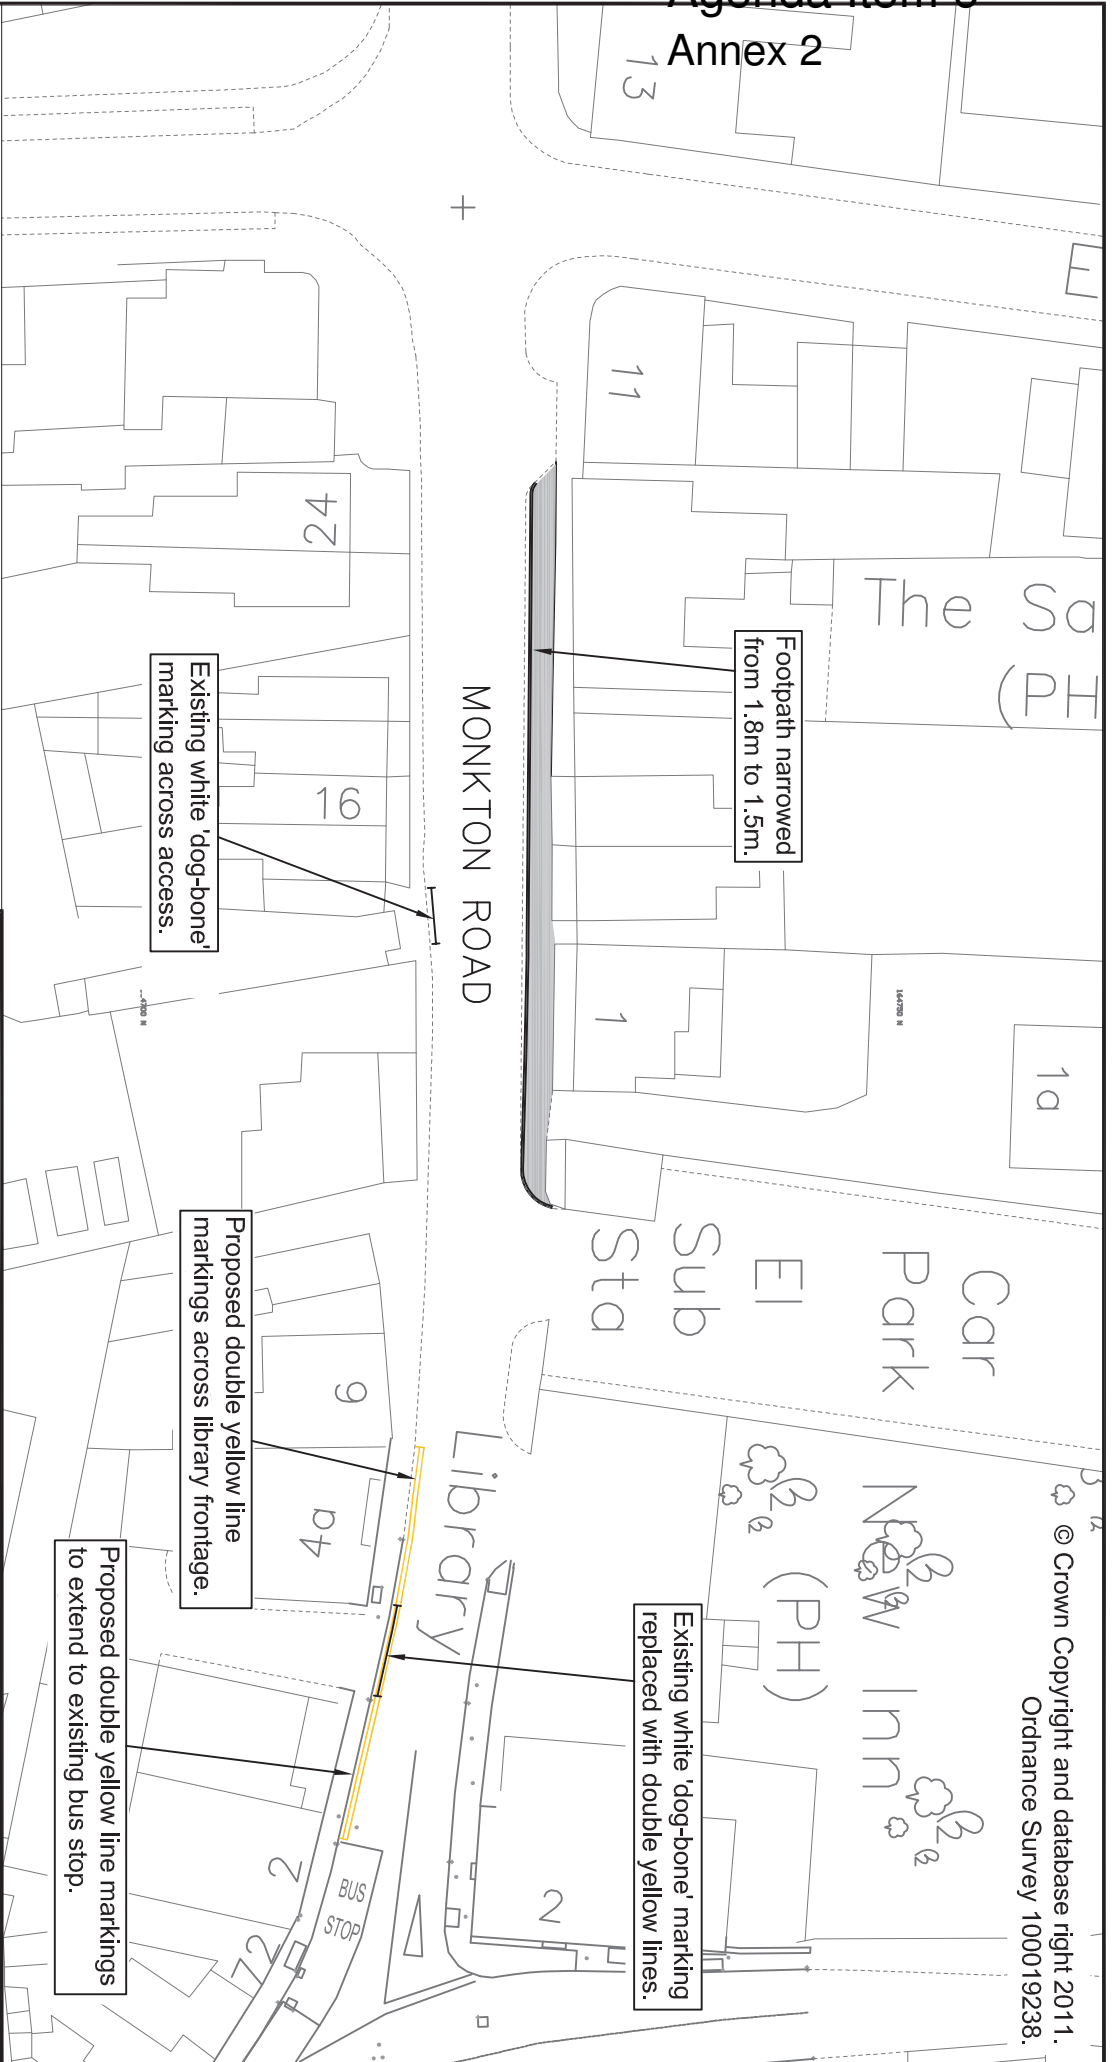 Annex 2
© Crown Copyright and database right 2011.
Ordnance Survey 100019238.
13
E
11
The Sa
(PH
Footpath narrowed
from 1.8m to 1.5m.
24
16
MONKTON ROAD
Existing white 'dog-bone'
marking across access.
1
1a
164750 N
Car
Park
El
Sub
Sta
New Inn
(PH)
Library
9
4a
Proposed double yellow line
markings across library frontage.
Existing white 'dog-bone' marking
replaced with double yellow lines.
Proposed double yellow line markings
to extend to existing bus stop.
2
2
72
BUS
STOP